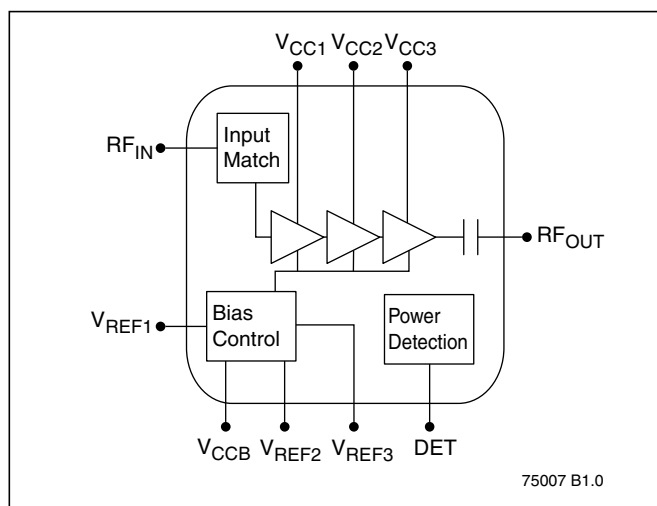 VCC1 VCC2 VCC3
RFIN
Input
Match
RFOUT
VREF1
Bias
Control
Power
Detection
VCCB VREF2 VREF3 DET
75007 B1.0